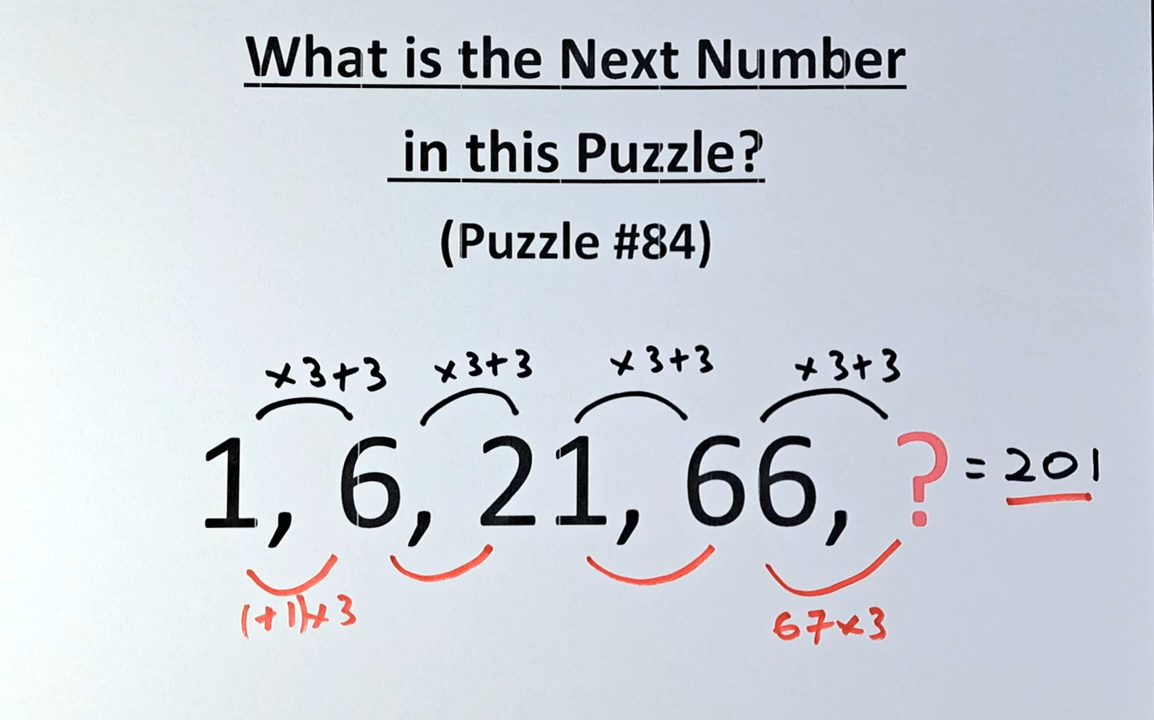 What is the Next Number
in this Puzzle?
(Puzzle #84)
×3+3 ×3+3 ×3+3 ×3+3
1, 6, 21, 66, ? = 201
(+1)×3 67×3